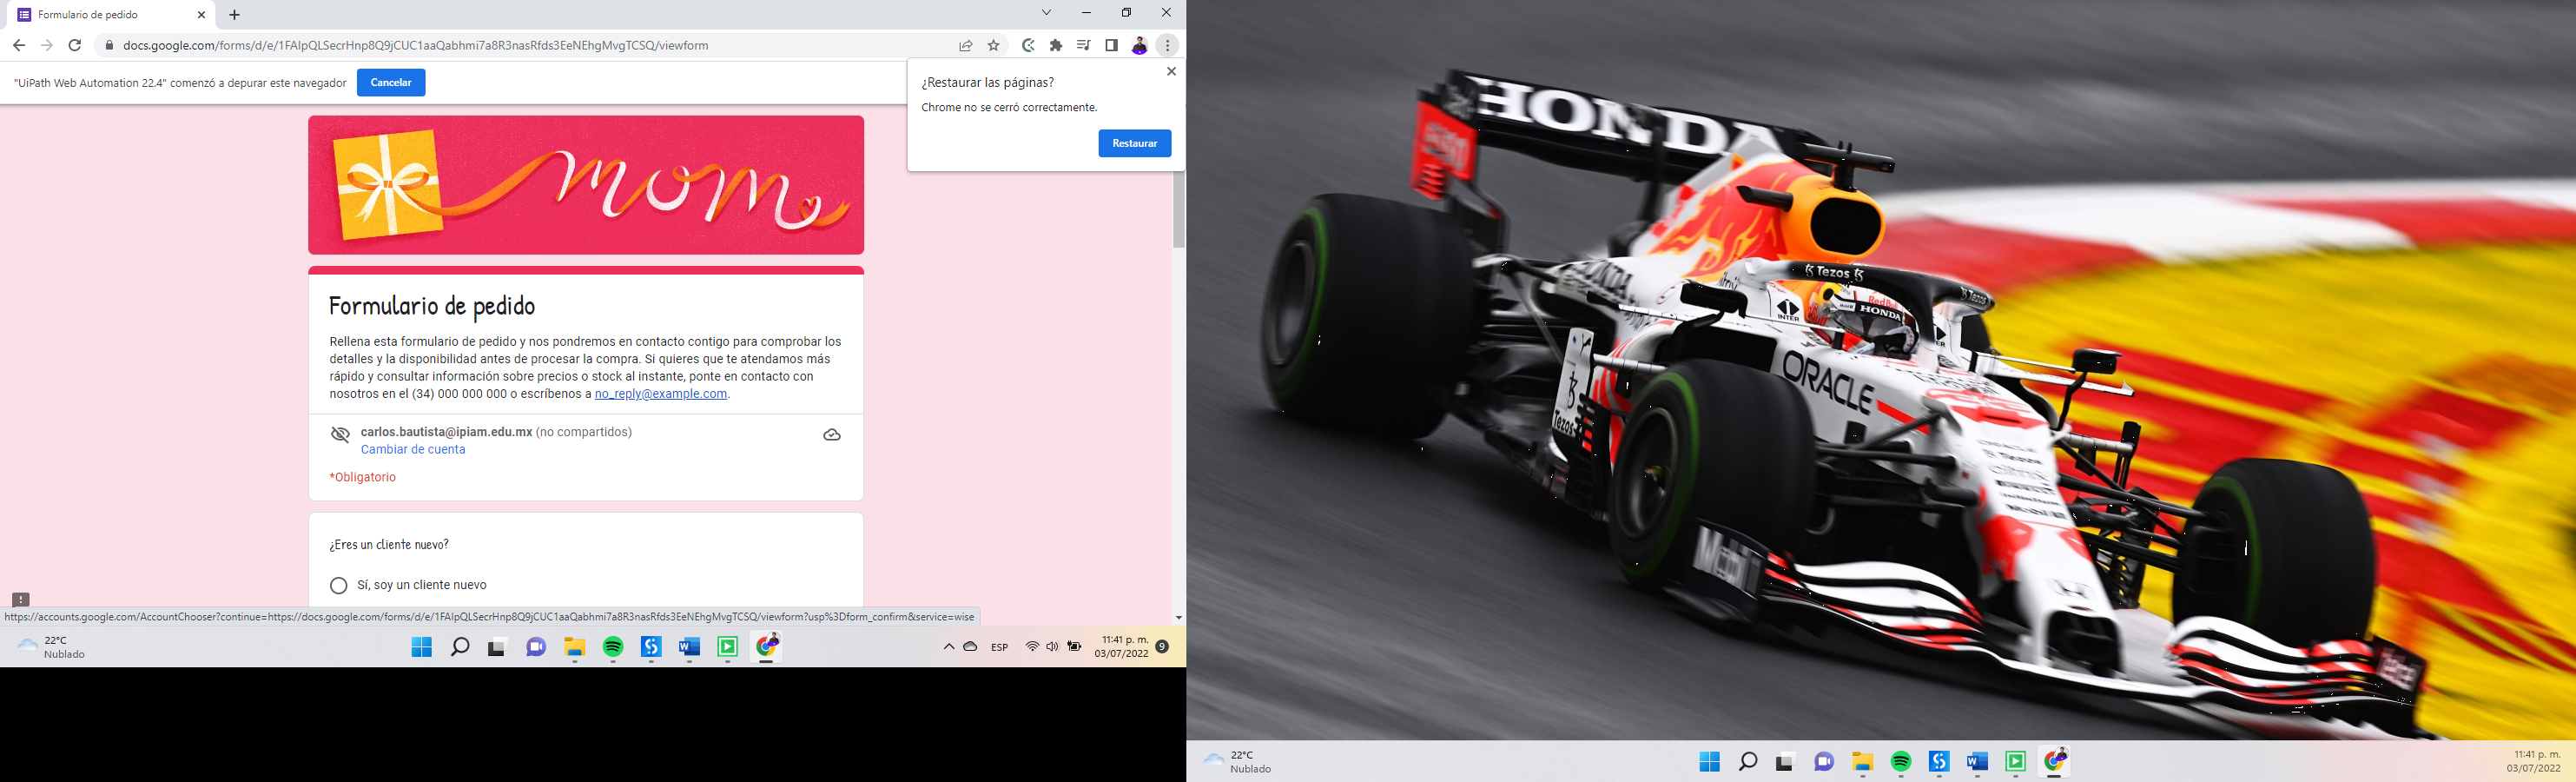 Formulario de pedido
docs.google.com/forms/d/e/1FAIpQLSecrHnp8Q9jCUC1aaQabhmi7a8R3nasRfds3EeNEhgMvgTCSQ/viewform
"UiPath Web Automation 22.4" comenzó a depurar este navegador
Cancelar
¿Restaurar las páginas?
Chrome no se cerró correctamente.
Restaurar
mom
Formulario de pedido
Rellena esta formulario de pedido y nos pondremos en contacto contigo para comprobar los
detalles y la disponibilidad antes de procesar la compra. Si quieres que te atendamos más
rápido y consultar información sobre precios o stock al instante, ponte en contacto con
nosotros en el (34) 000 000 000 o escríbenos a no_reply@example.com.
carlos.bautista@ipiam.edu.mx (no compartidos)
Cambiar de cuenta
*Obligatorio
¿Eres un cliente nuevo?
Sí, soy un cliente nuevo
https://accounts.google.com/AccountChooser?continue=https://docs.google.com/forms/d/e/1FAIpQLSecrHnp8Q9jCUC1aaQabhmi7a8R3nasRfds3EeNEhgMvgTCSQ/viewform?usp%3Dform_confirm&service=wise
22°C
Nublado
ESP
11:41 p. m.
03/07/2022
9
HONDA
Tezos
Tezos
INTER
RedBull
HONDA
ORACLE
Tezos
Mobil
22°C
Nublado
11:41 p. m.
03/07/2022